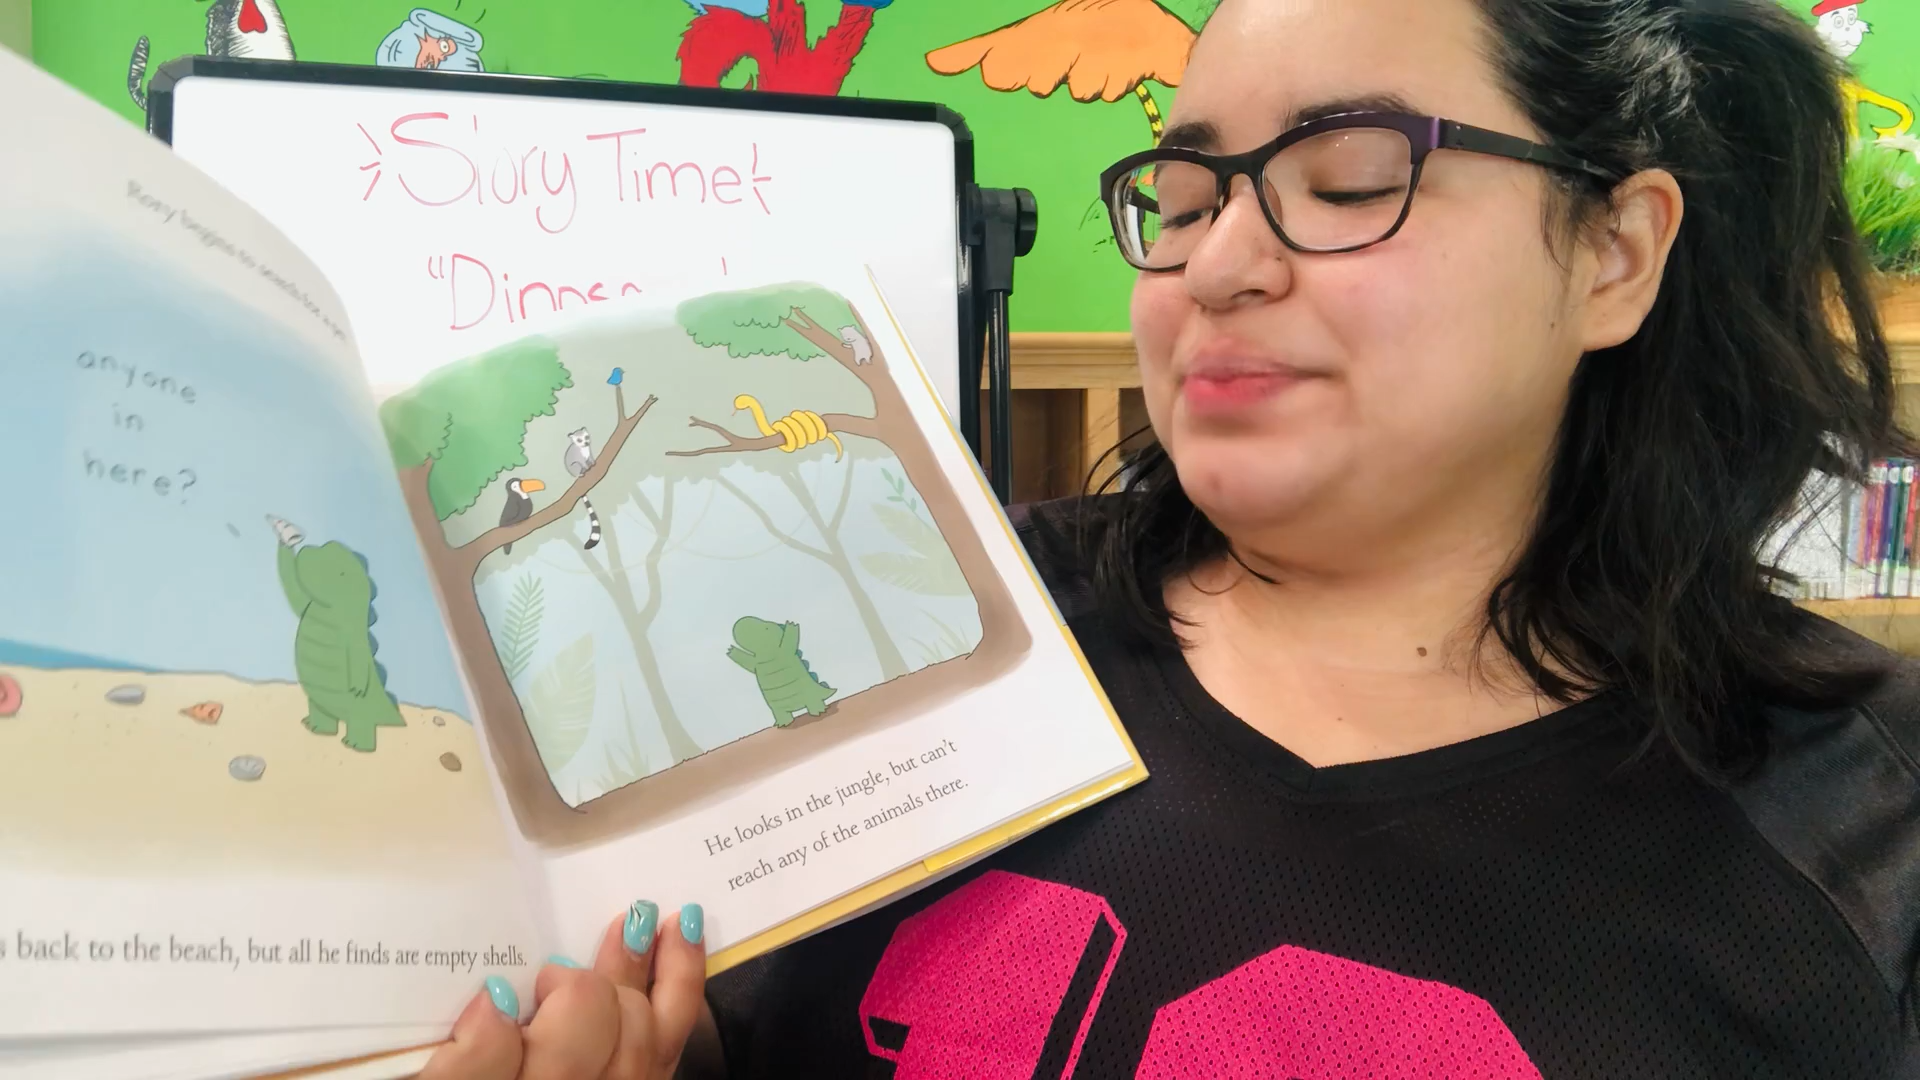 Story Time!
"Dinner
anyone
in
here?
s back to the beach, but all he finds are empty shells.
He looks in the jungle, but can't
reach any of the animals there.